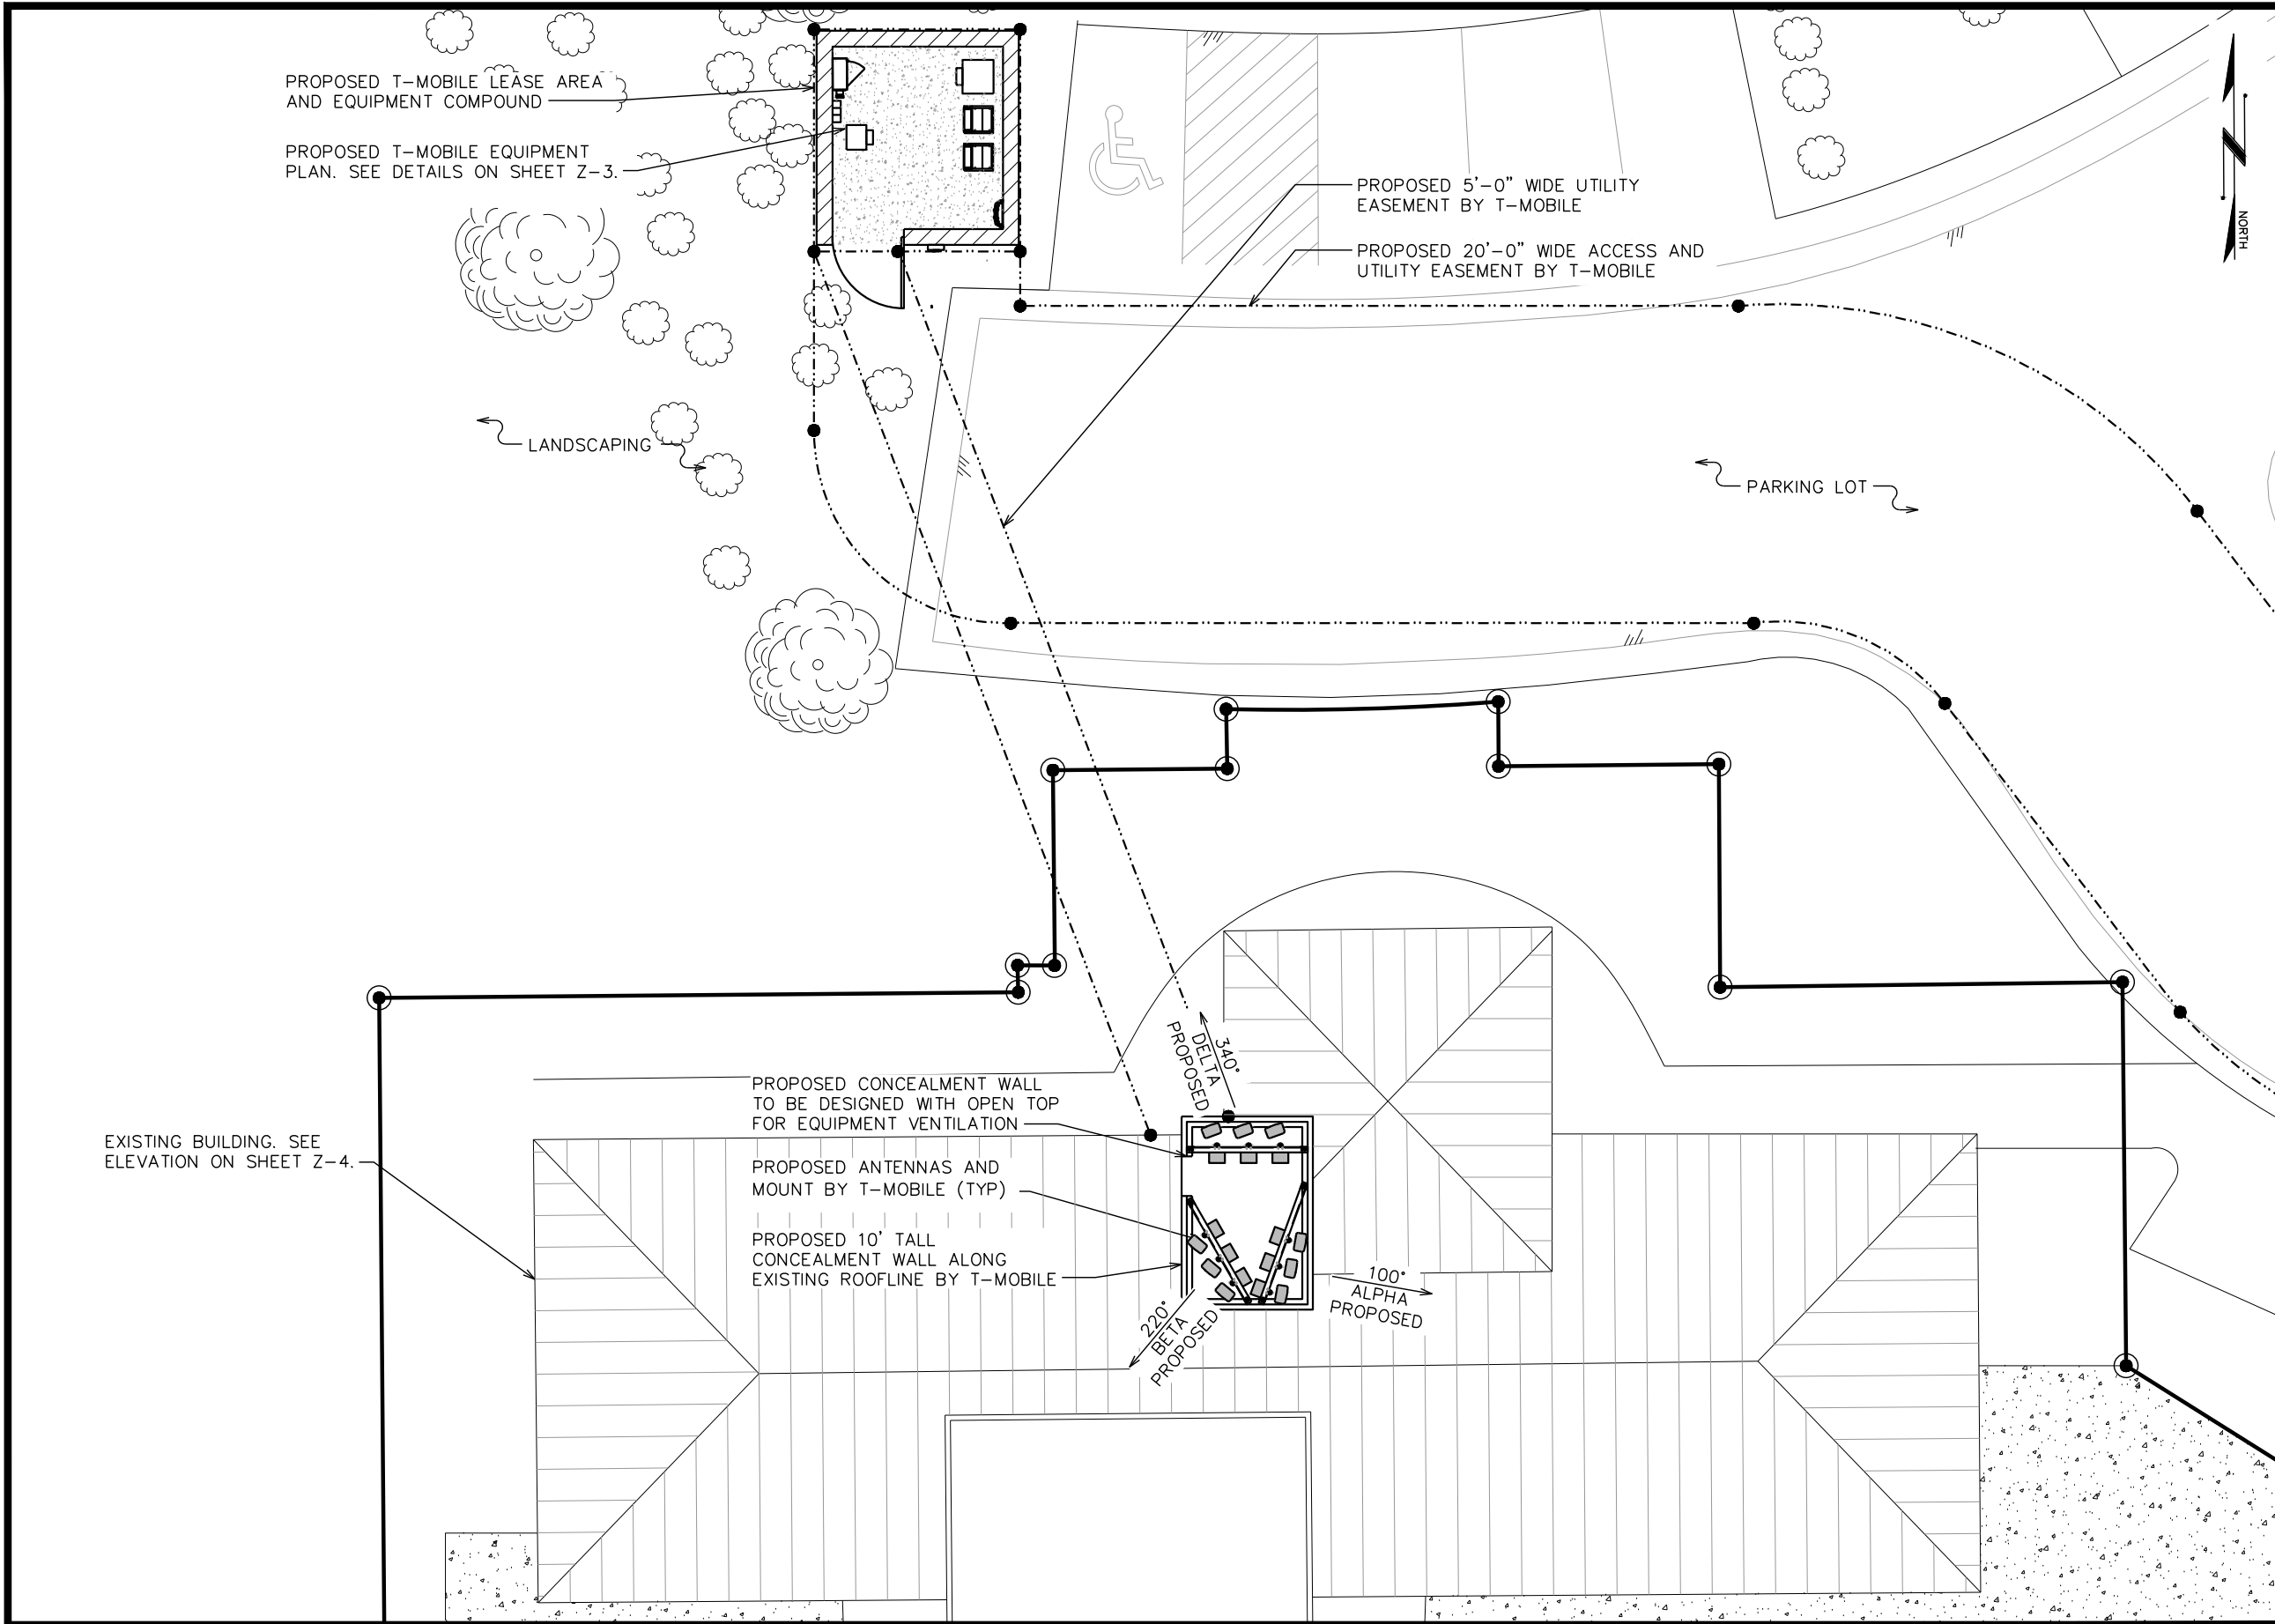 PROPOSED T-MOBILE LEASE AREA
AND EQUIPMENT COMPOUND
PROPOSED T-MOBILE EQUIPMENT
PLAN. SEE DETAILS ON SHEET Z-3.
PROPOSED 5'-0" WIDE UTILITY
EASEMENT BY T-MOBILE
PROPOSED 20'-0" WIDE ACCESS AND
UTILITY EASEMENT BY T-MOBILE
NORTH
LANDSCAPING
PARKING LOT
340°
DELTA
PROPOSED
PROPOSED CONCEALMENT WALL
TO BE DESIGNED WITH OPEN TOP
FOR EQUIPMENT VENTILATION
EXISTING BUILDING. SEE
ELEVATION ON SHEET Z-4.
PROPOSED ANTENNAS AND
MOUNT BY T-MOBILE (TYP)
PROPOSED 10' TALL
CONCEALMENT WALL ALONG
EXISTING ROOFLINE BY T-MOBILE
100°
ALPHA
PROPOSED
220°
BETA
PROPOSED